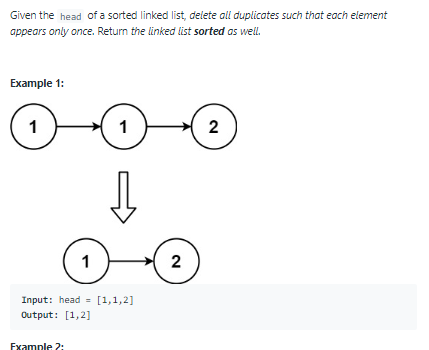 Given the head of a sorted linked list, delete all duplicates such that each element
appears only once. Return the linked list sorted as well.
Example 1:
1 1 2
1 2
Input: head = [1,1,2]
Output: [1,2]
Example 2: